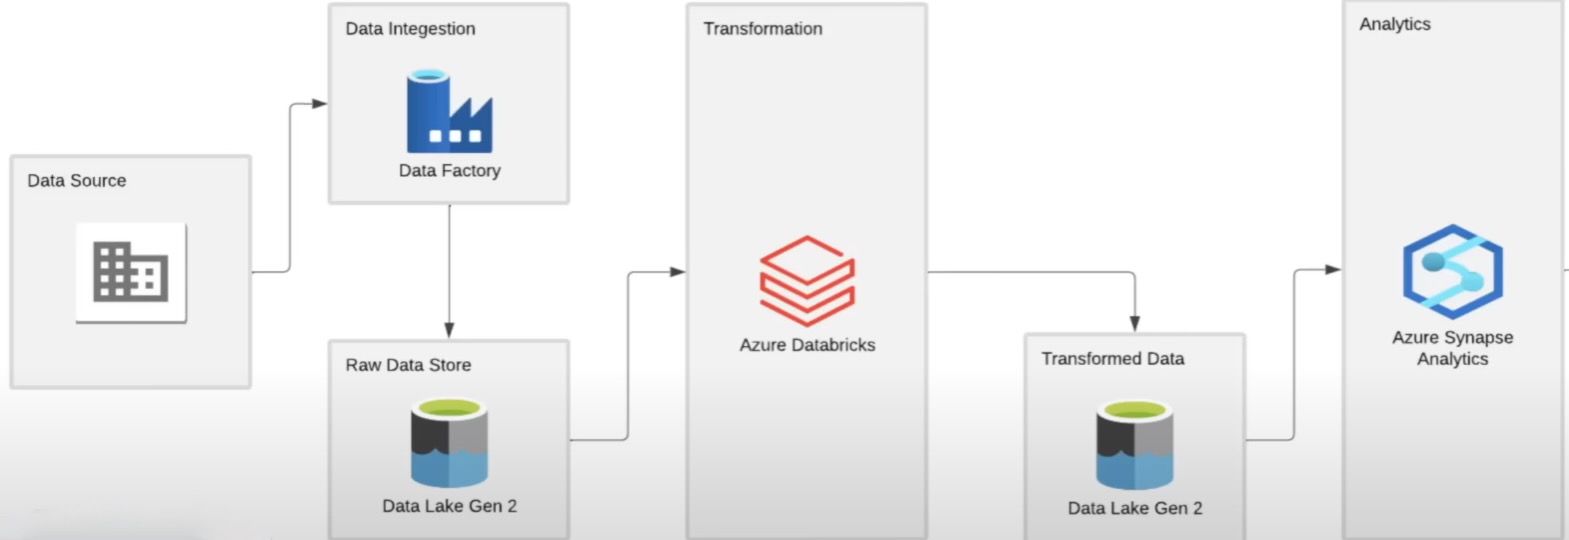 Data Source
Data Integestion
Data Factory
Raw Data Store
Data Lake Gen 2
Transformation
Azure Databricks
Transformed Data
Data Lake Gen 2
Analytics
Azure Synapse
Analytics